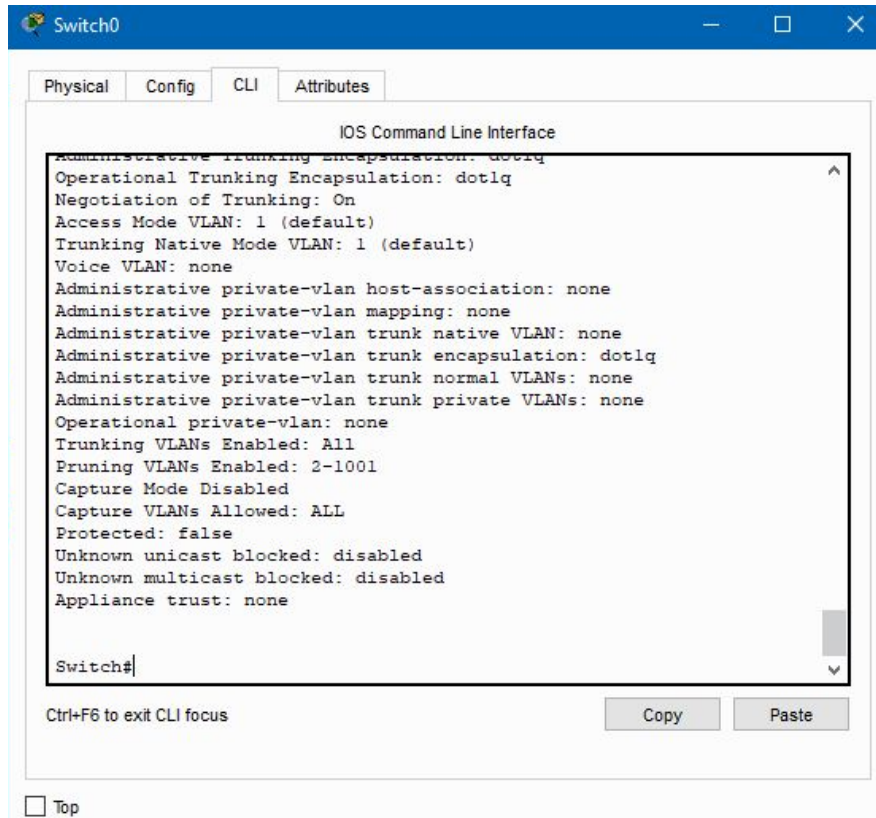 Switch0
Physical Config CLI Attributes
IOS Command Line Interface
Administrative Trunking Encapsulation: dot1q
Operational Trunking Encapsulation: dot1q
Negotiation of Trunking: On
Access Mode VLAN: 1 (default)
Trunking Native Mode VLAN: 1 (default)
Voice VLAN: none
Administrative private-vlan host-association: none
Administrative private-vlan mapping: none
Administrative private-vlan trunk native VLAN: none
Administrative private-vlan trunk encapsulation: dot1q
Administrative private-vlan trunk normal VLANs: none
Administrative private-vlan trunk private VLANs: none
Operational private-vlan: none
Trunking VLANs Enabled: All
Pruning VLANs Enabled: 2-1001
Capture Mode Disabled
Capture VLANs Allowed: ALL
Protected: false
Unknown unicast blocked: disabled
Unknown multicast blocked: disabled
Appliance trust: none
Switch#
Ctrl+F6 to exit CLI focus Copy Paste
Top